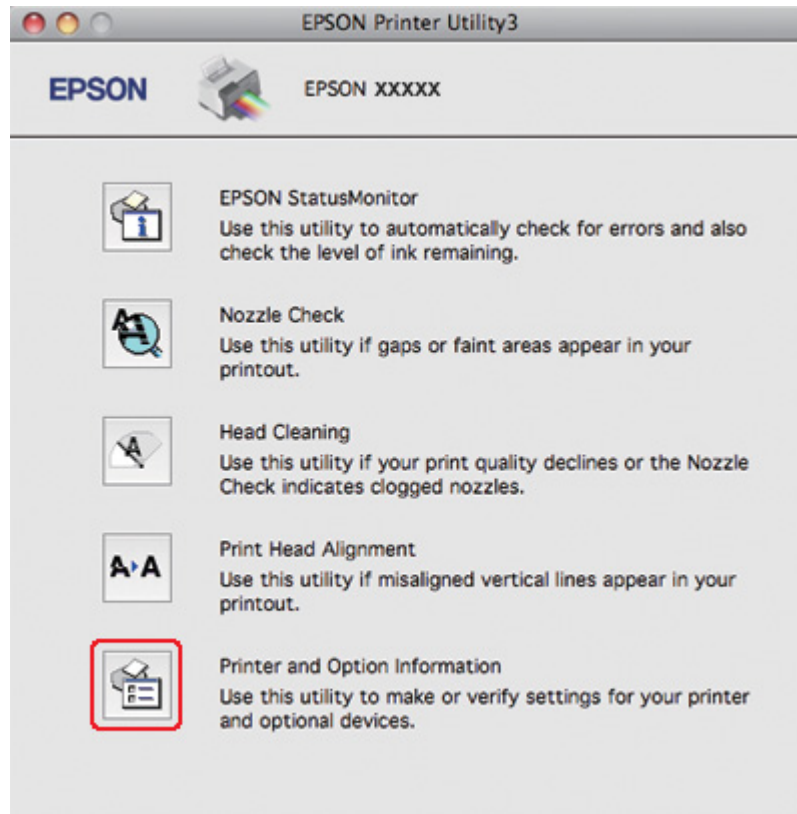 EPSON Printer Utility3
EPSON
EPSON XXXXX
EPSON StatusMonitor
Use this utility to automatically check for errors and also
check the level of ink remaining.
Nozzle Check
Use this utility if gaps or faint areas appear in your
printout.
Head Cleaning
Use this utility if your print quality declines or the Nozzle
Check indicates clogged nozzles.
A A
Print Head Alignment
Use this utility if misaligned vertical lines appear in your
printout.
Printer and Option Information
Use this utility to make or verify settings for your printer
and optional devices.